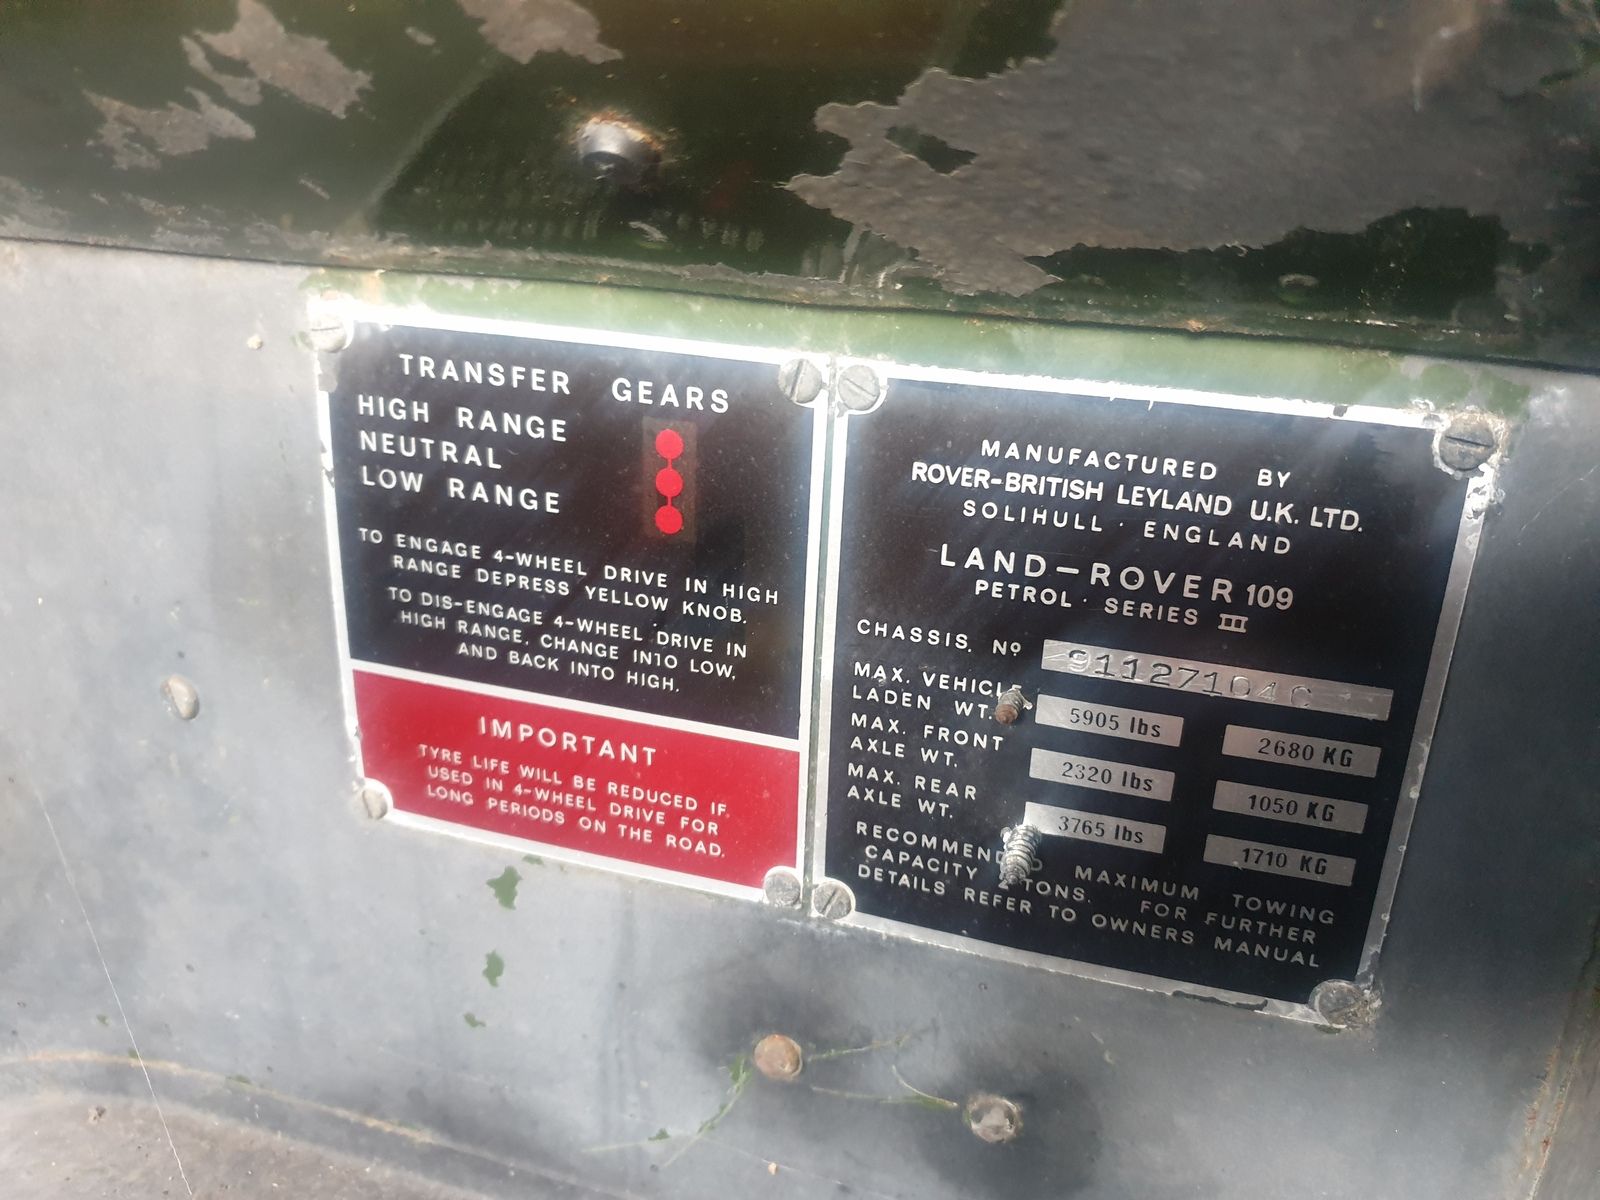 TRANSFER GEARS
HIGH RANGE
NEUTRAL
LOW RANGE
TO ENGAGE 4-WHEEL DRIVE IN HIGH
RANGE DEPRESS YELLOW KNOB.
TO DIS-ENGAGE 4-WHEEL DRIVE IN
HIGH RANGE, CHANGE INTO LOW,
AND BACK INTO HIGH.
IMPORTANT
TYRE LIFE WILL BE REDUCED IF
USED IN 4-WHEEL DRIVE FOR
LONG PERIODS ON THE ROAD.
MANUFACTURED BY
ROVER-BRITISH LEYLAND U.K. LTD.
SOLIHULL · ENGLAND
LAND-ROVER 109
PETROL · SERIES III
CHASSIS. Nº 91127104C
MAX. VEHICLE
LADEN WT. 5905 lbs 2680 KG
MAX. FRONT
AXLE WT. 2320 lbs 1050 KG
MAX. REAR
AXLE WT. 3765 lbs 1710 KG
RECOMMENDED MAXIMUM TOWING
CAPACITY TONS. FOR FURTHER
DETAILS REFER TO OWNERS MANUAL